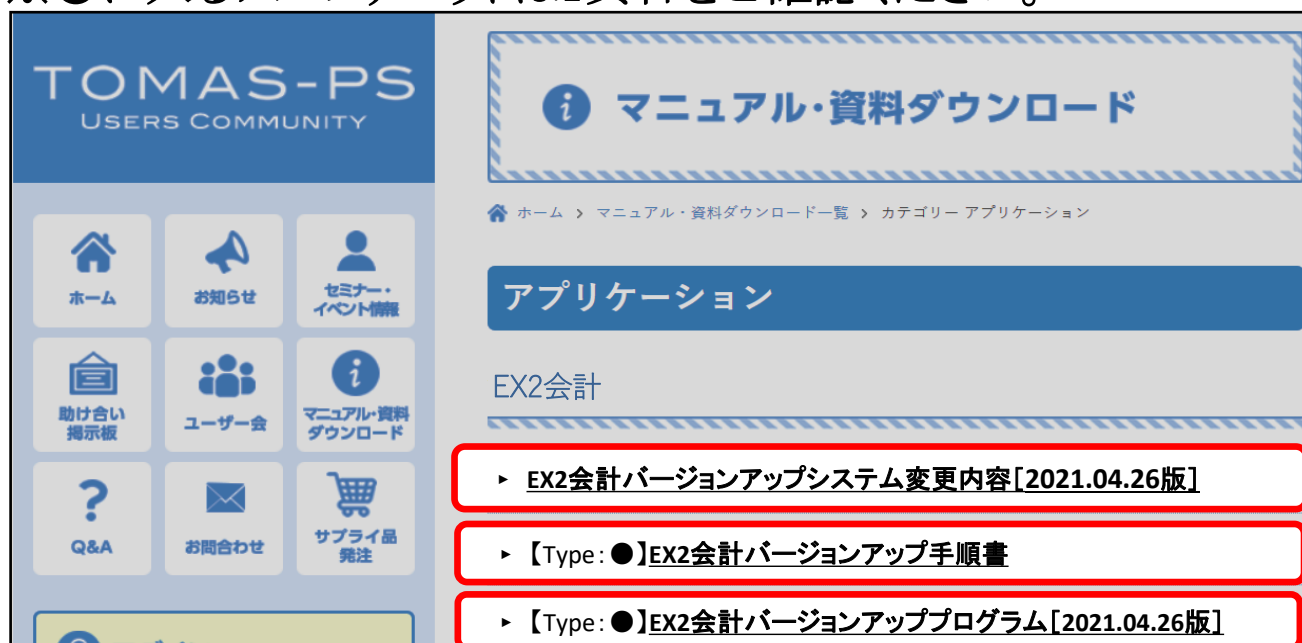 TOMAS-PS
USERS COMMUNITY
マニュアル・資料ダウンロード
ホーム > マニュアル・資料ダウンロード一覧 > カテゴリー アプリケーション
ホーム
お知らせ
セミナー・
イベント情報
助け合い
掲示板
ユーザー会
マニュアル・資料
ダウンロード
Q&A
お問合わせ
サプライ品
発注
アプリケーション
EX2会計
▸ EX2会計バージョンアップシステム変更内容[2021.04.26版]
▸ 【Type:●】EX2会計バージョンアップ手順書
▸ 【Type:●】EX2会計バージョンアッププログラム[2021.04.26版]